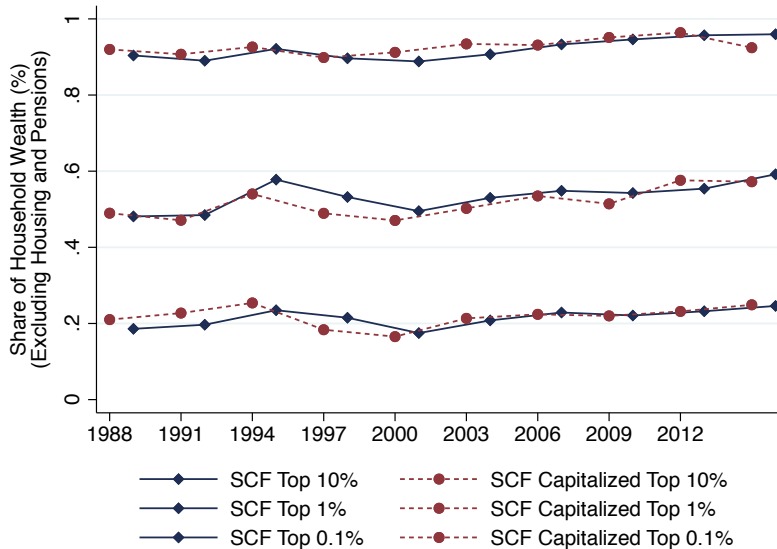 Share of Household Wealth (%)
(Excluding Housing and Pensions)
1
.8
.6
.4
.2
0
1988 1991 1994 1997 2000 2003 2006 2009 2012
SCF Top 10% SCF Capitalized Top 10%
SCF Top 1% SCF Capitalized Top 1%
SCF Top 0.1% SCF Capitalized Top 0.1%